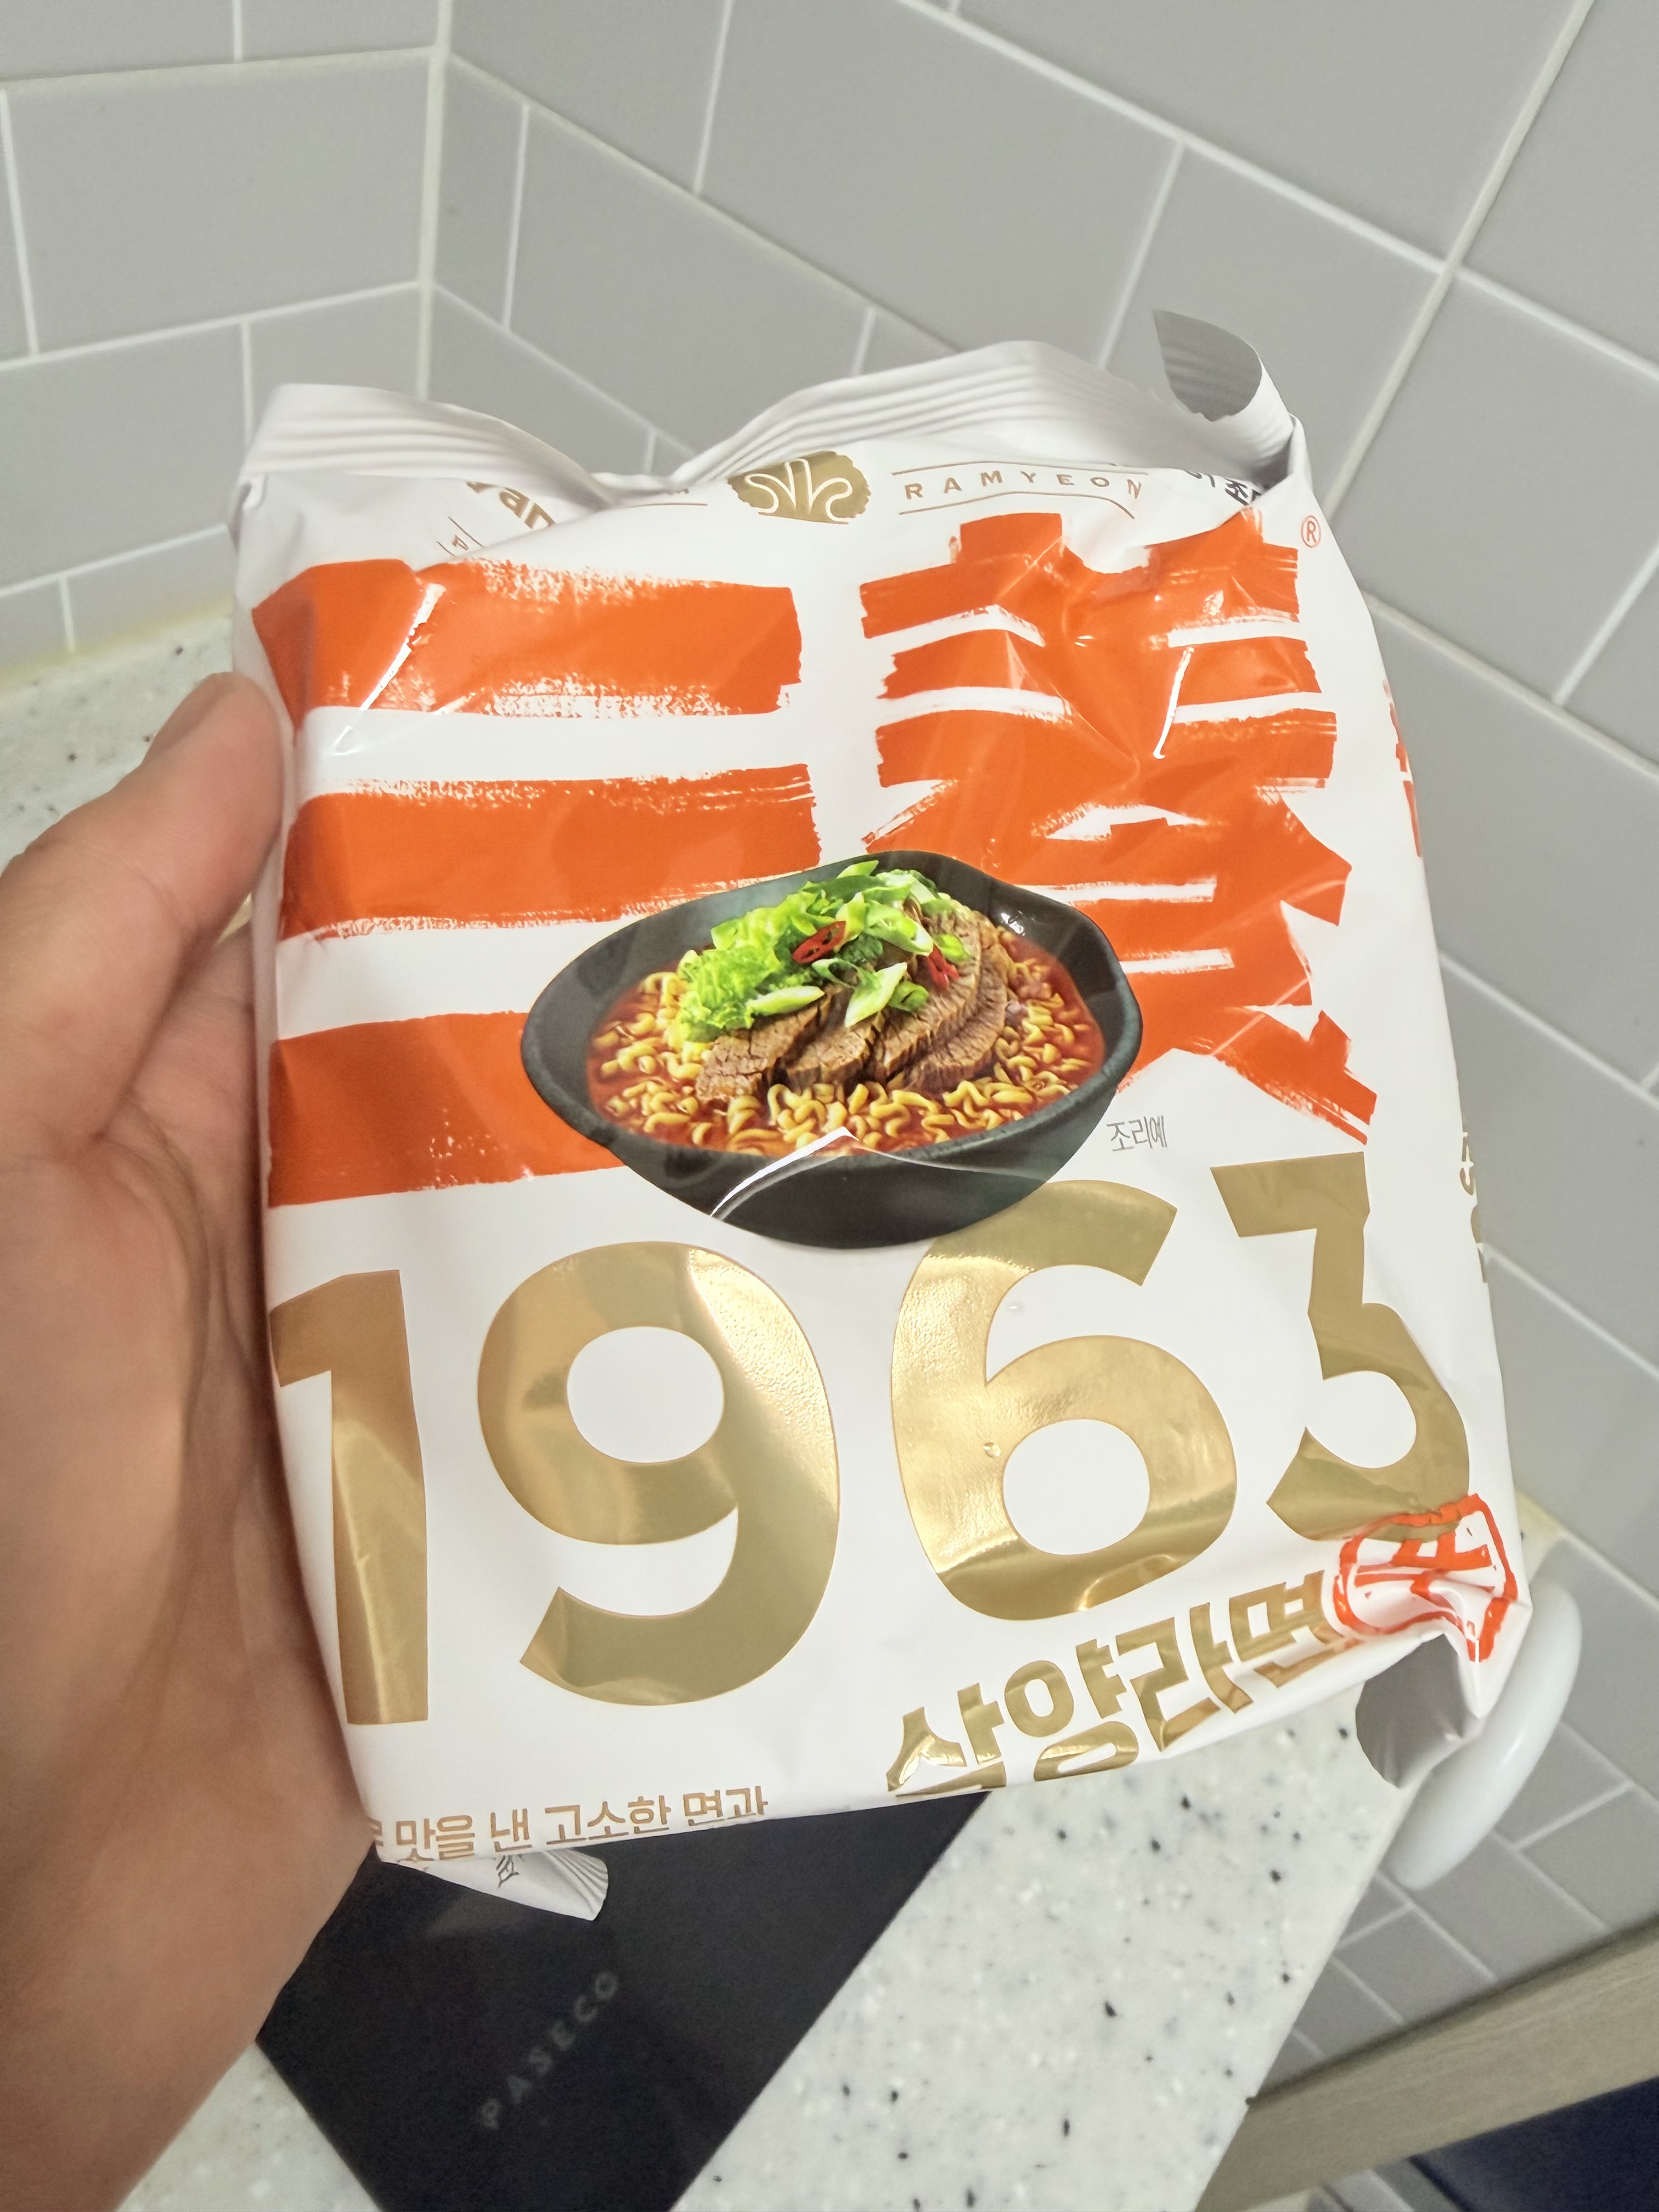 RAMYEON
®
三養
조리예
1963
삼양라면
맛을 낸 고소한 면과
PASECO